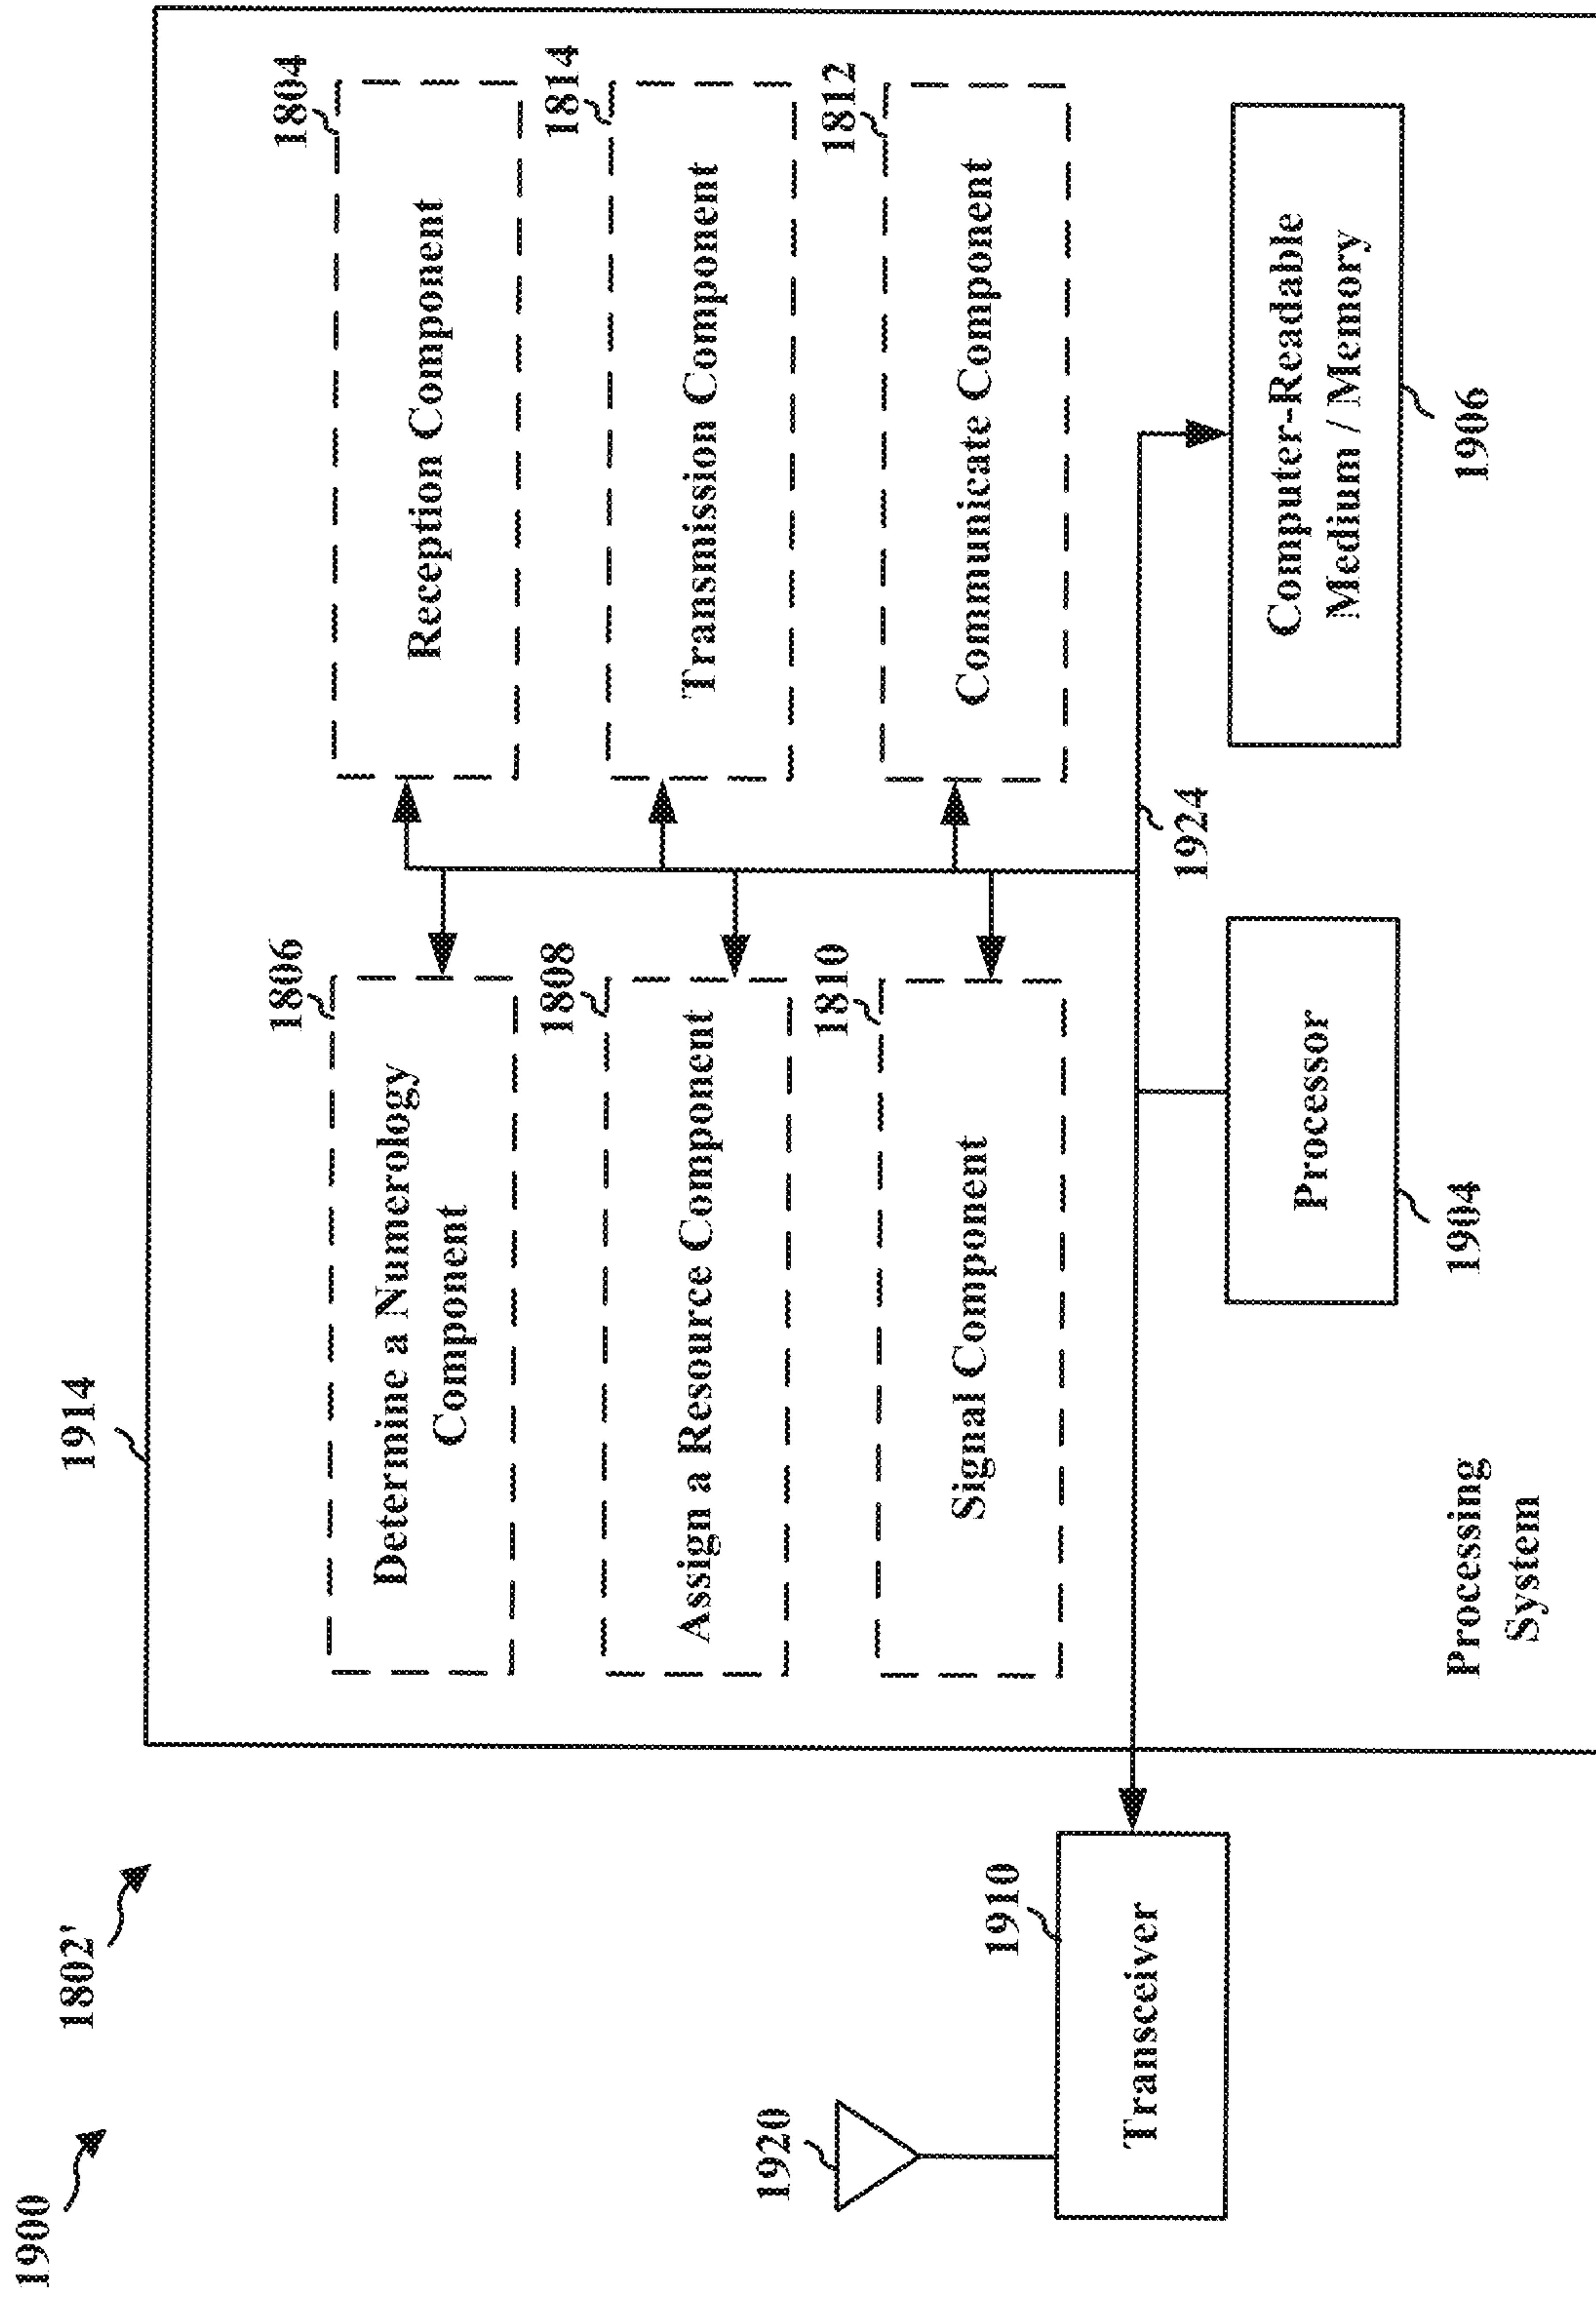 1900
1802'
1914
1806
Determine a Numerology
Component
1804
Reception Component
1808
Assign a Resource Component
1814
Transmission Component
1810
Signal Component
1812
Communicate Component
1920
1910
Transceiver
1924
Processor
1904
Computer-Readable
Medium / Memory
1906
Processing
System